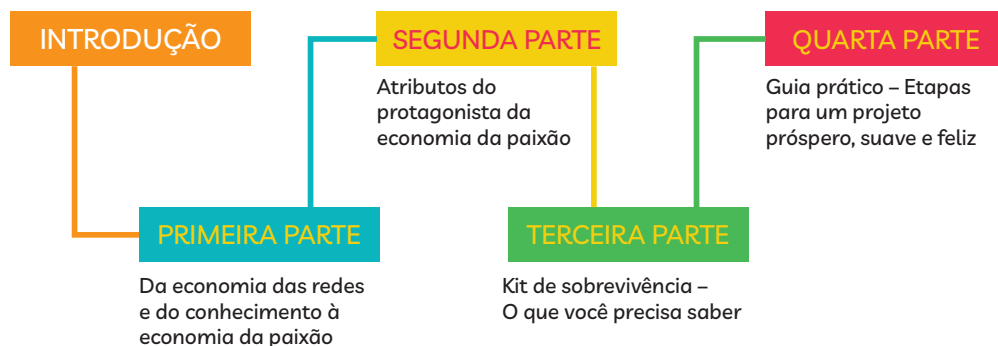 INTRODUÇÃO
PRIMEIRA PARTE
Da economia das redes
e do conhecimento à
economia da paixão
SEGUNDA PARTE
Atributos do
protagonista da
economia da paixão
TERCEIRA PARTE
Kit de sobrevivência –
O que você precisa saber
QUARTA PARTE
Guia prático – Etapas
para um projeto
próspero, suave e feliz